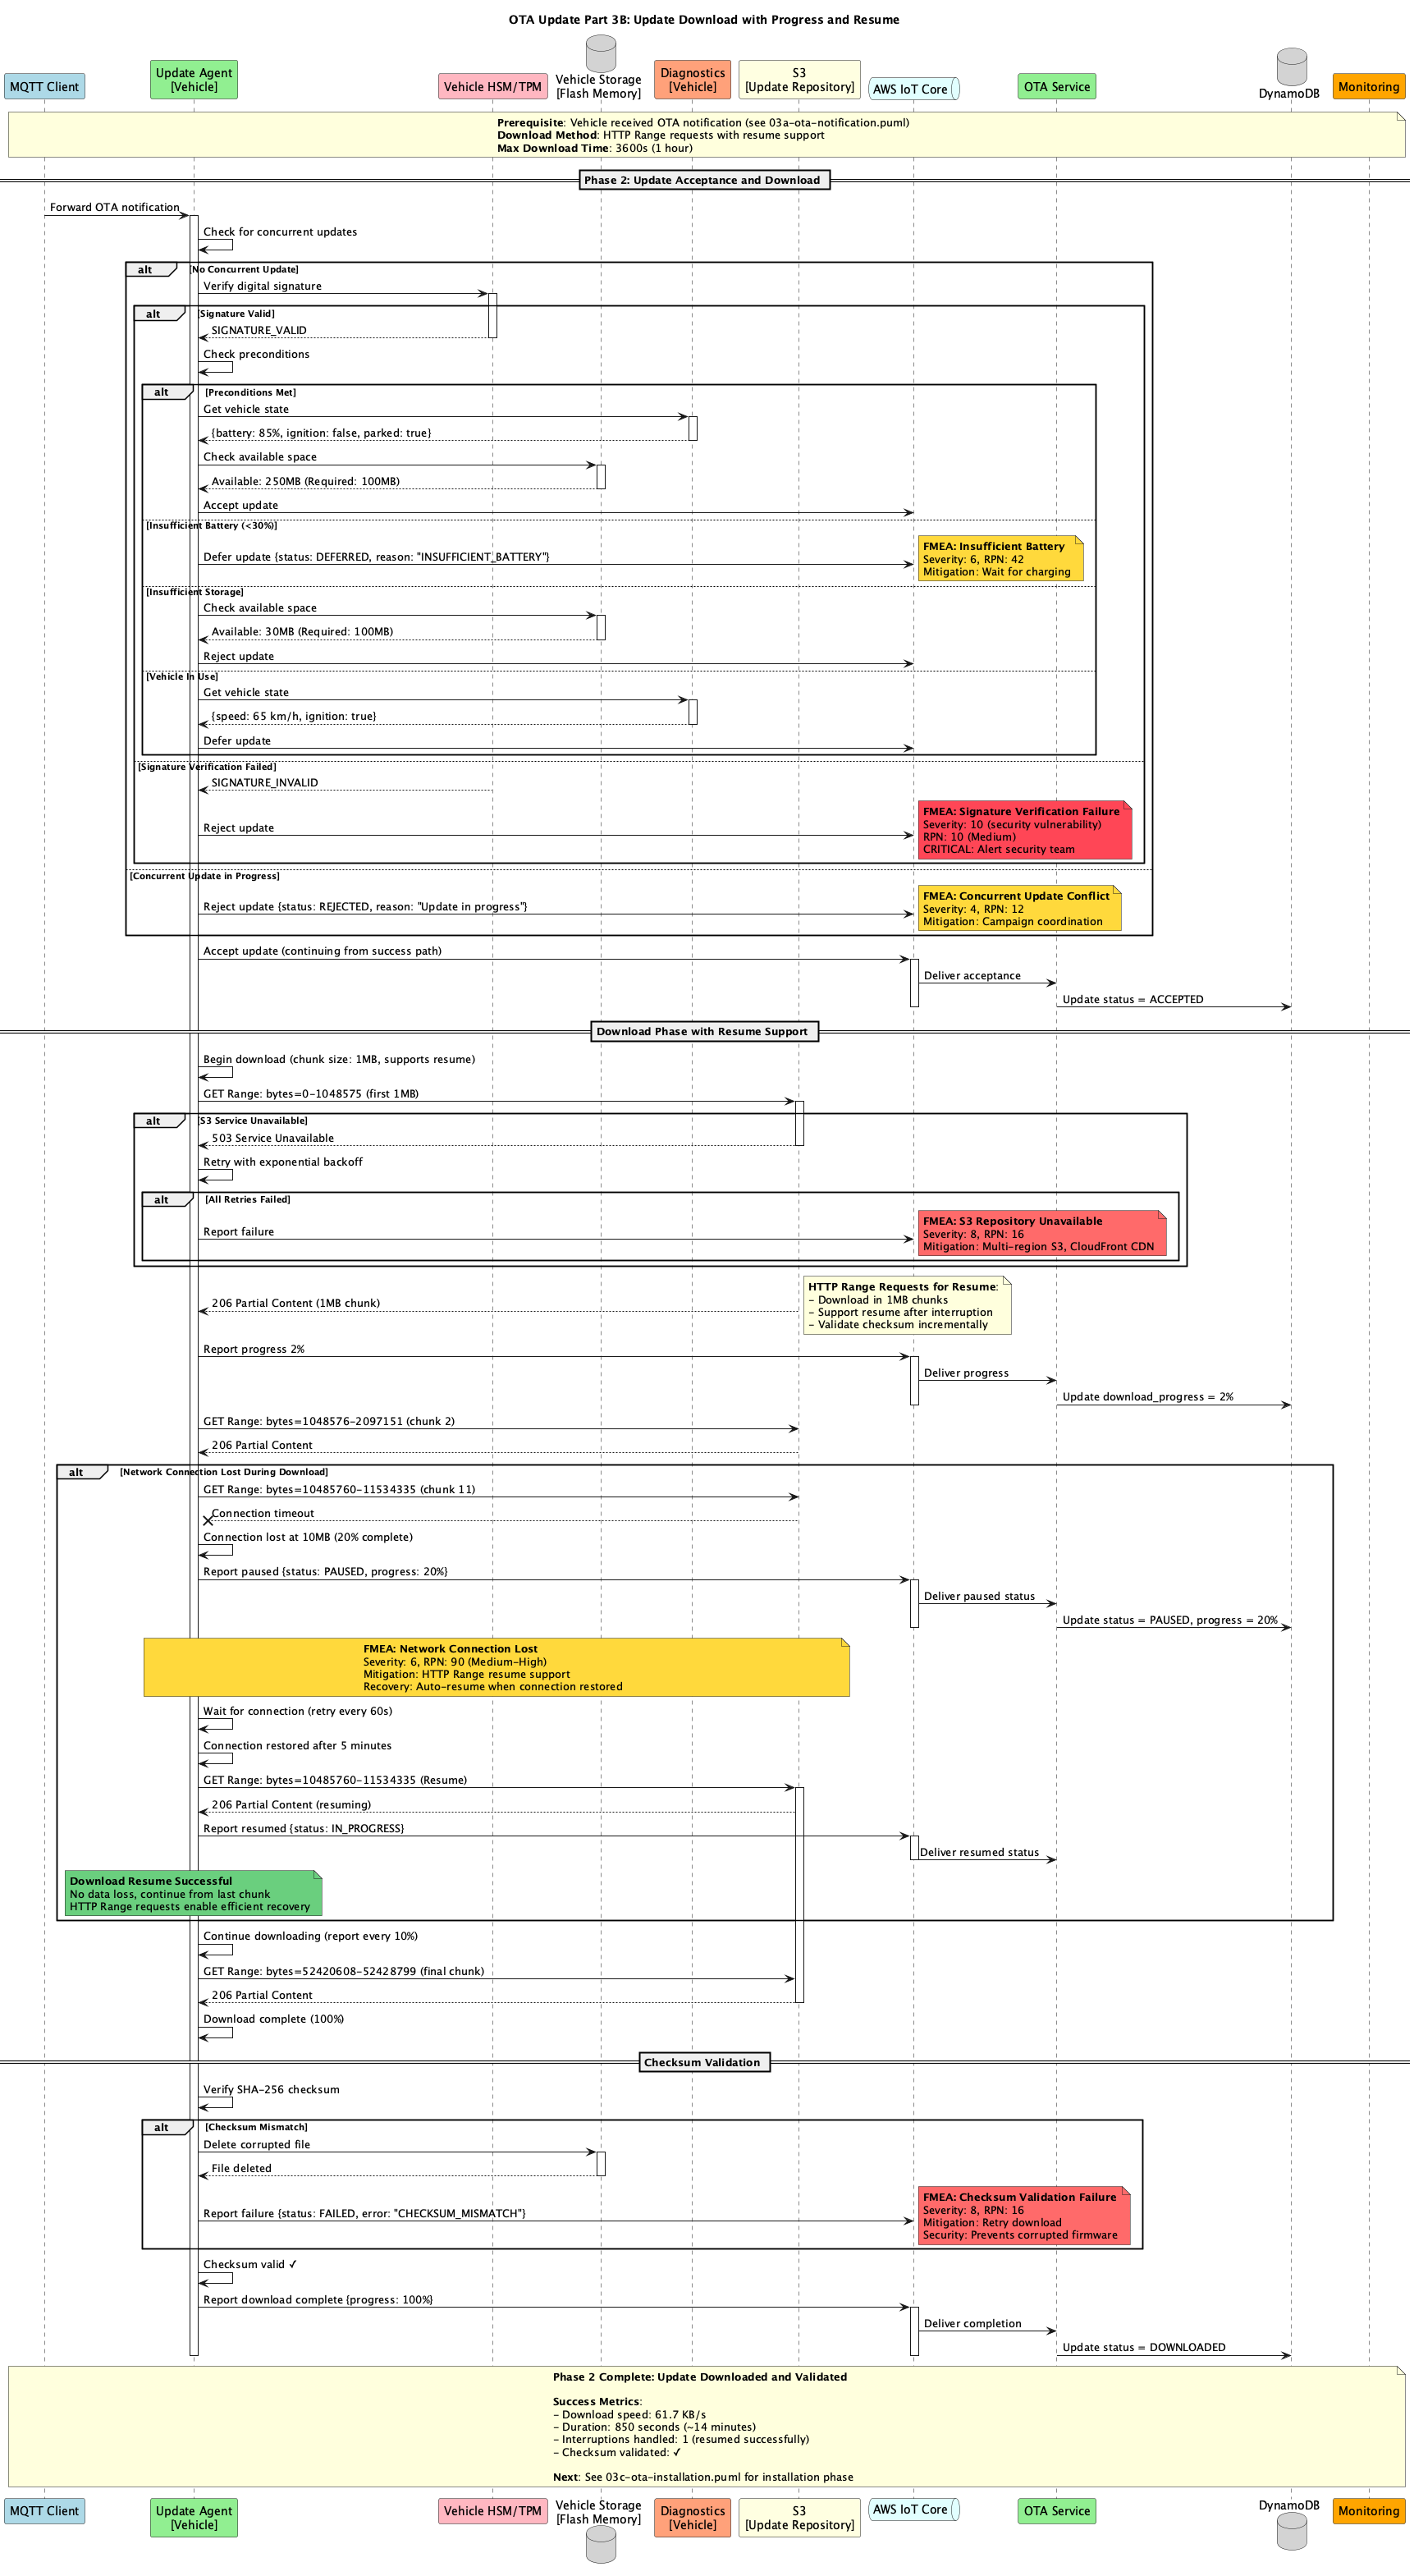 OTA Update Part 3B: Update Download with Progress and Resume
MQTT Client
Update Agent
[Vehicle]
Vehicle HSM/TPM
Vehicle Storage
[Flash Memory]
Diagnostics
[Vehicle]
S3
[Update Repository]
AWS IoT Core
OTA Service
DynamoDB
Monitoring
Prerequisite: Vehicle received OTA notification (see 03a-ota-notification.puml)
Download Method: HTTP Range requests with resume support
Max Download Time: 3600s (1 hour)
Phase 2: Update Acceptance and Download
Forward OTA notification
Check for concurrent updates
alt [No Concurrent Update]
Verify digital signature
alt [Signature Valid]
SIGNATURE_VALID
Check preconditions
alt [Preconditions Met]
Get vehicle state
{battery: 85%, ignition: false, parked: true}
Check available space
Available: 250MB (Required: 100MB)
Accept update
[Insufficient Battery (<30%)]
Defer update {status: DEFERRED, reason: "INSUFFICIENT_BATTERY"}
FMEA: Insufficient Battery
Severity: 6, RPN: 42
Mitigation: Wait for charging
[Insufficient Storage]
Check available space
Available: 30MB (Required: 100MB)
Reject update
[Vehicle In Use]
Get vehicle state
{speed: 65 km/h, ignition: true}
Defer update
[Signature Verification Failed]
SIGNATURE_INVALID
Reject update
FMEA: Signature Verification Failure
Severity: 10 (security vulnerability)
RPN: 10 (Medium)
CRITICAL: Alert security team
[Concurrent Update in Progress]
Reject update {status: REJECTED, reason: "Update in progress"}
FMEA: Concurrent Update Conflict
Severity: 4, RPN: 12
Mitigation: Campaign coordination
Accept update (continuing from success path)
Deliver acceptance
Update status = ACCEPTED
Download Phase with Resume Support
Begin download (chunk size: 1MB, supports resume)
GET Range: bytes=0-1048575 (first 1MB)
alt [S3 Service Unavailable]
503 Service Unavailable
Retry with exponential backoff
alt [All Retries Failed]
Report failure
FMEA: S3 Repository Unavailable
Severity: 8, RPN: 16
Mitigation: Multi-region S3, CloudFront CDN
206 Partial Content (1MB chunk)
HTTP Range Requests for Resume:
- Download in 1MB chunks
- Support resume after interruption
- Validate checksum incrementally
Report progress 2%
Deliver progress
Update download_progress = 2%
GET Range: bytes=1048576-2097151 (chunk 2)
206 Partial Content
alt [Network Connection Lost During Download]
GET Range: bytes=10485760-11534335 (chunk 11)
Connection timeout
Connection lost at 10MB (20% complete)
Report paused {status: PAUSED, progress: 20%}
Deliver paused status
Update status = PAUSED, progress = 20%
FMEA: Network Connection Lost
Severity: 6, RPN: 90 (Medium-High)
Mitigation: HTTP Range resume support
Recovery: Auto-resume when connection restored
Wait for connection (retry every 60s)
Connection restored after 5 minutes
GET Range: bytes=10485760-11534335 (Resume)
206 Partial Content (resuming)
Report resumed {status: IN_PROGRESS}
Deliver resumed status
Download Resume Successful
No data loss, continue from last chunk
HTTP Range requests enable efficient recovery
Continue downloading (report every 10%)
GET Range: bytes=52420608-52428799 (final chunk)
206 Partial Content
Download complete (100%)
Checksum Validation
Verify SHA-256 checksum
alt [Checksum Mismatch]
Delete corrupted file
File deleted
Report failure {status: FAILED, error: "CHECKSUM_MISMATCH"}
FMEA: Checksum Validation Failure
Severity: 8, RPN: 16
Mitigation: Retry download
Security: Prevents corrupted firmware
Checksum valid ✓
Report download complete {progress: 100%}
Deliver completion
Update status = DOWNLOADED
Phase 2 Complete: Update Downloaded and Validated
Success Metrics:
- Download speed: 61.7 KB/s
- Duration: 850 seconds (~14 minutes)
- Interruptions handled: 1 (resumed successfully)
- Checksum validated: ✓
Next: See 03c-ota-installation.puml for installation phase
MQTT Client
Update Agent
[Vehicle]
Vehicle HSM/TPM
Vehicle Storage
[Flash Memory]
Diagnostics
[Vehicle]
S3
[Update Repository]
AWS IoT Core
OTA Service
DynamoDB
Monitoring